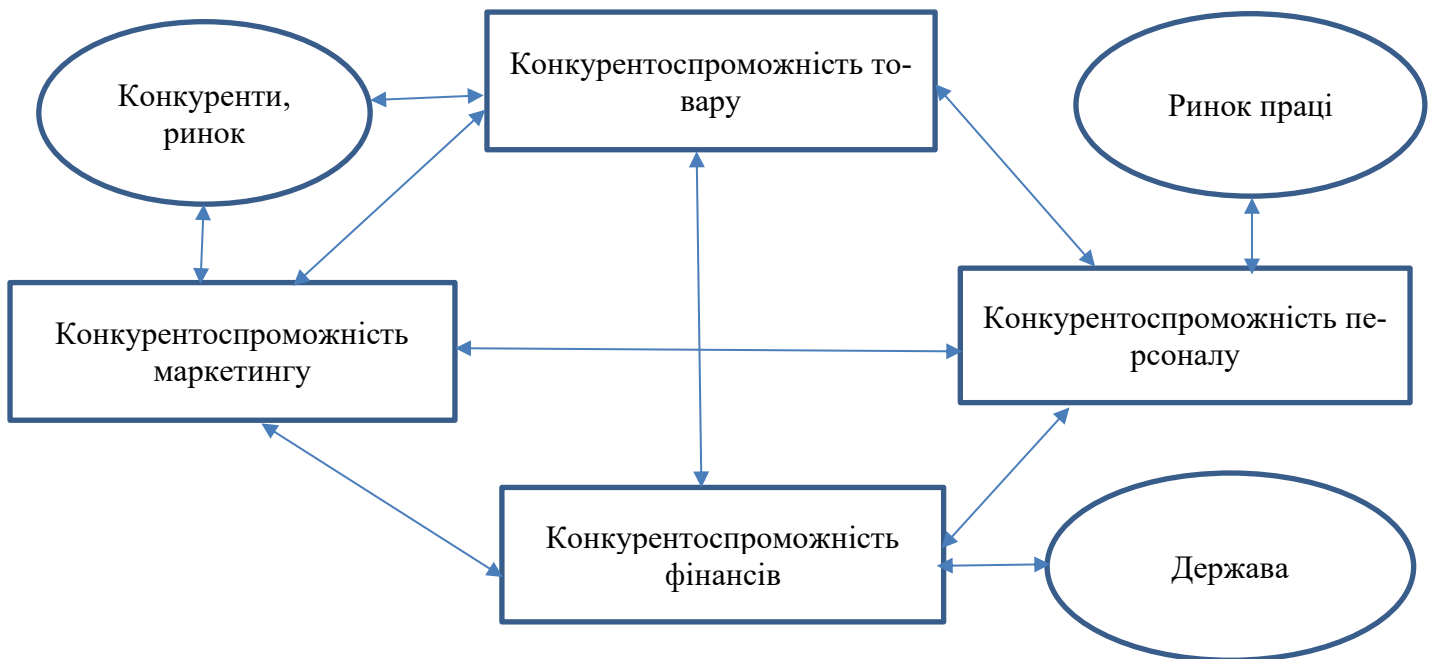 Конкуренти,
ринок
Конкурентоспроможність то-
вару
Ринок праці
Конкурентоспроможність
маркетингу
Конкурентоспроможність пе-
рсоналу
Конкурентоспроможність
фінансів
Держава